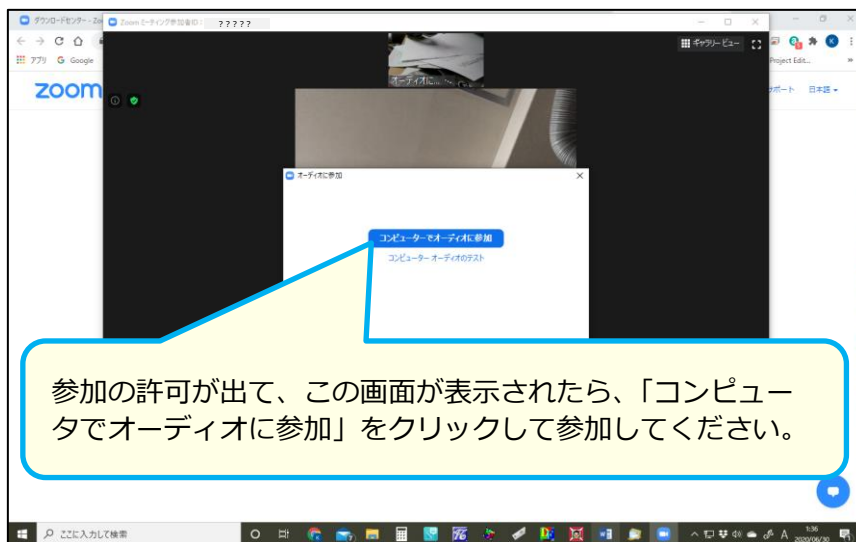 ダウンロードセンター - Zo
Zoom ミーティング参加者ID： ?????
アプリ Google
Project Edit...
ギャラリー ビュー
オーディオに...
zoom
サポート 日本語
オーディオに参加
コンピューターでオーディオに参加
コンピューター オーディオのテスト
参加の許可が出て、この画面が表示されたら、「コンピュー
タでオーディオに参加」をクリックして参加してください。
ここに入力して検索
A
1:36
2020/06/30